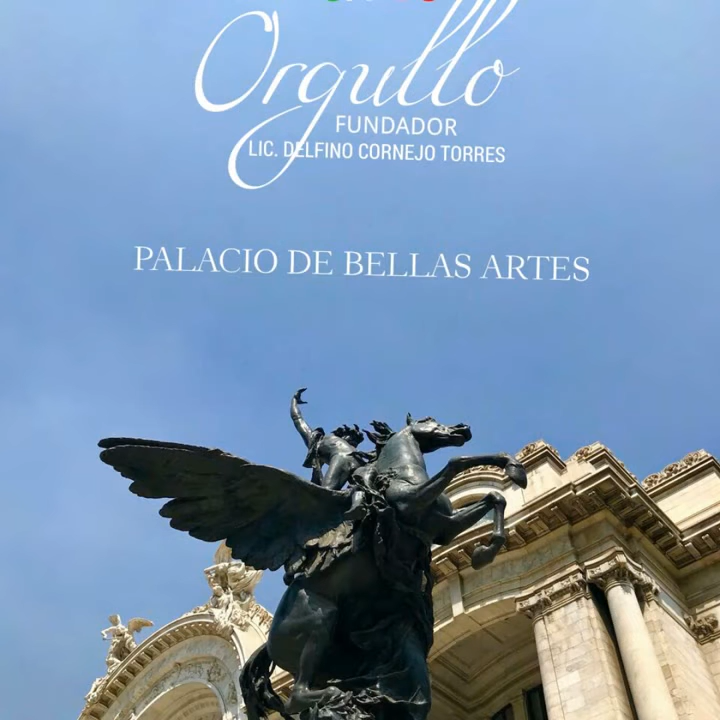 Orgullo
FUNDADOR
LIC. DELFINO CORNEJO TORRES
PALACIO DE BELLAS ARTES